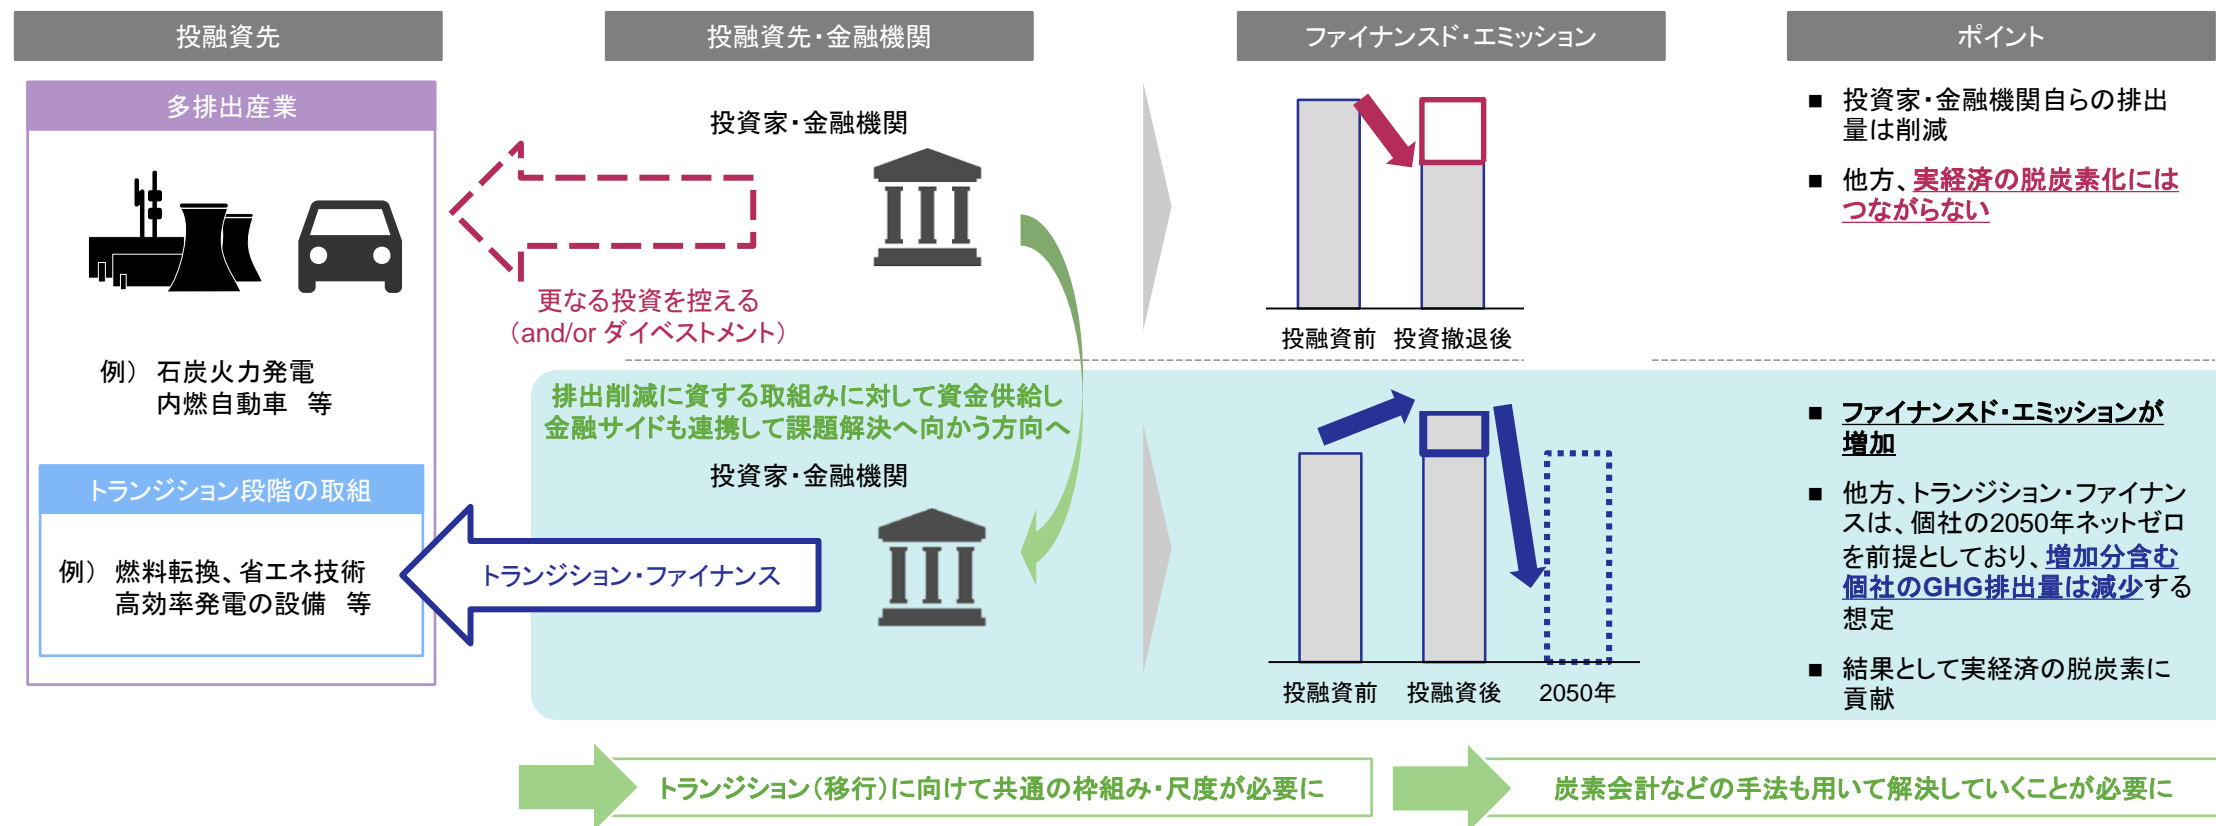 投融資先
投融資先・金融機関
ファイナンスド・エミッション
ポイント
多排出産業
例） 石炭火力発電
内燃自動車 等
トランジション段階の取組
例） 燃料転換、省エネ技術
高効率発電の設備 等
投資家・金融機関
更なる投資を控える
（and/or ダイベストメント）
投融資前 投資撤退後
■ 投資家・金融機関自らの排出
量は削減
■ 他方、実経済の脱炭素化には
つながらない
排出削減に資する取組みに対して資金供給し
金融サイドも連携して課題解決へ向かう方向へ
投資家・金融機関
トランジション・ファイナンス
投融資前 投融資後 2050年
■ ファイナンスド・エミッションが
増加
■ 他方、トランジション・ファイナン
スは、個社の2050年ネットゼロ
を前提としており、増加分含む
個社のGHG排出量は減少する
想定
■ 結果として実経済の脱炭素に
貢献
トランジション（移行）に向けて共通の枠組み・尺度が必要に
炭素会計などの手法も用いて解決していくことが必要に